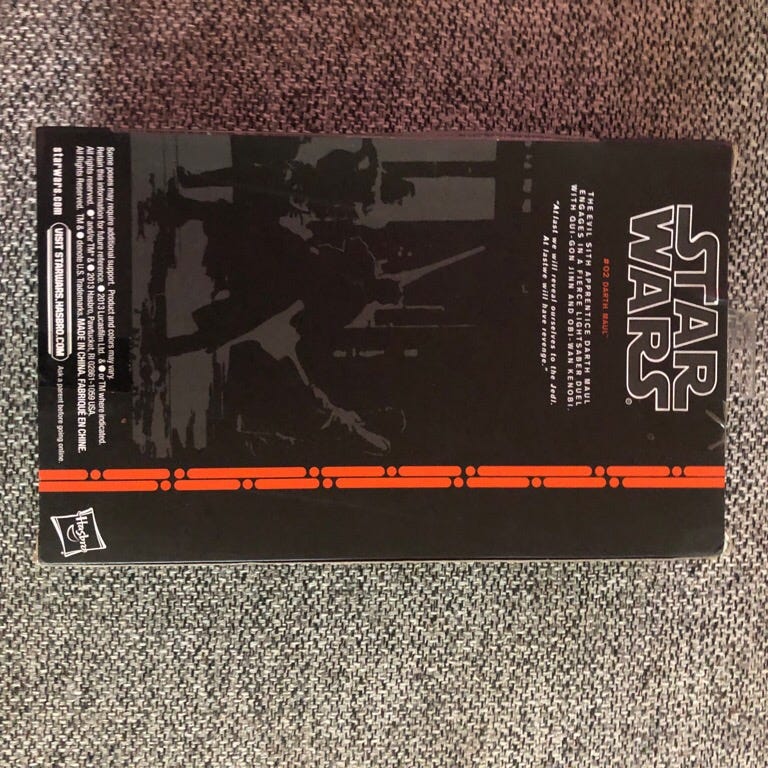 STAR
WARS®
#02 DARTH MAUL™
THE EVIL SITH APPRENTICE DARTH MAUL
ENGAGES IN A FIERCE LIGHTSABER DUEL
WITH QUI-GON JINN AND OBI-WAN KENOBI.
"At last we will reveal ourselves to the Jedi.
At last we will have revenge."
Some poses may require additional support. Product and colors may vary.
Retain this information for future reference. ● 2013 Lucasfilm Ltd. & ● or TM where indicated.
All rights reserved. ●* and/or TM* & ● 2013 Hasbro, Pawtucket, RI 02861-1059 USA.
All Rights Reserved. TM & ● denote U.S. Trademarks. MADE IN CHINA. FABRIQUÉ EN CHINE.
starwars.com VISIT STARWARS.HASBRO.COM Ask a parent before going online.
Hasbro